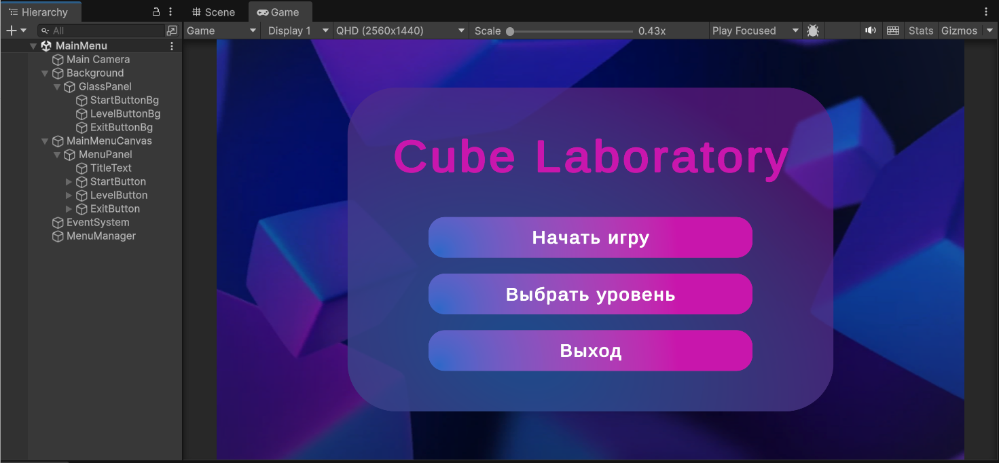 Hierarchy
Scene
Game
All
Game
Display 1
QHD (2560x1440)
Scale
0.43x
Play Focused
Stats
Gizmos
MainMenu
Main Camera
Background
GlassPanel
StartButtonBg
LevelButtonBg
ExitButtonBg
MainMenuCanvas
MenuPanel
TitleText
StartButton
LevelButton
ExitButton
EventSystem
MenuManager
Cube Laboratory
Начать игру
Выбрать уровень
Выход